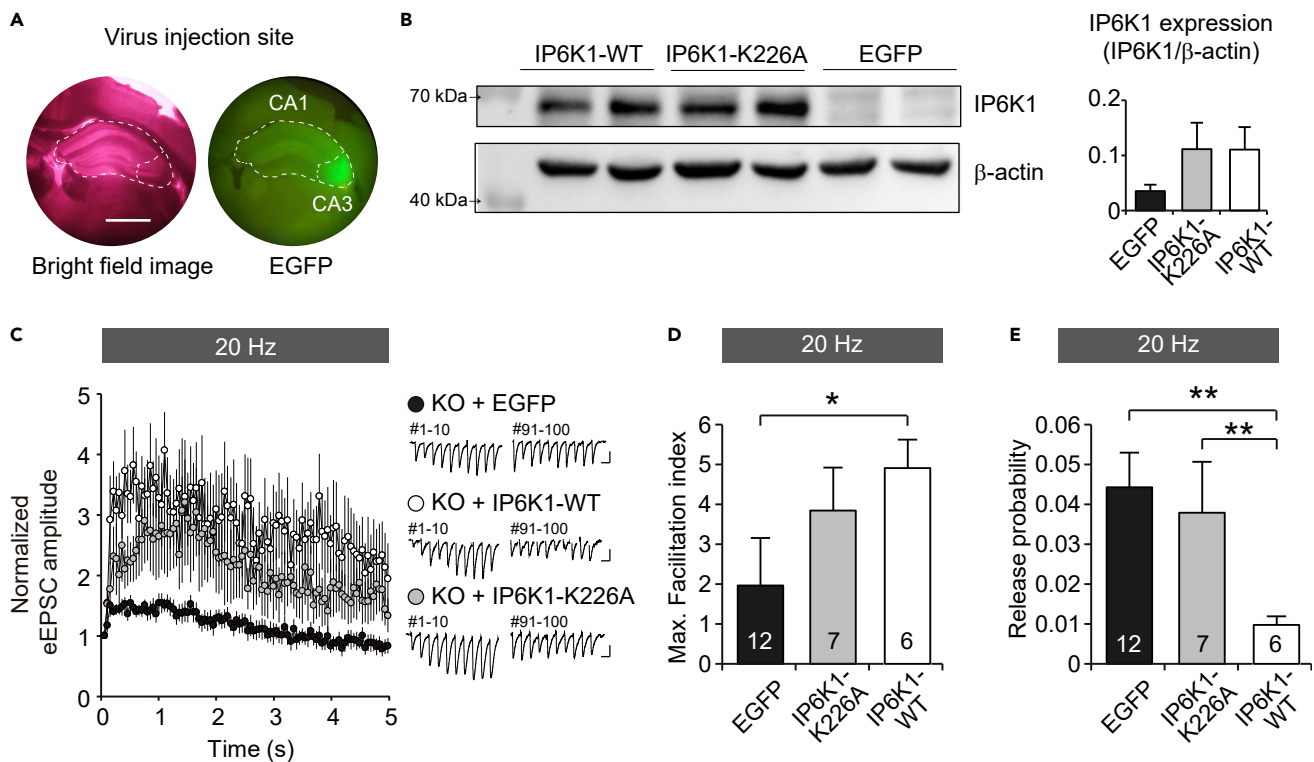 A
Virus injection site
CA1
CA3
Bright field image
EGFP
B
IP6K1-WT
IP6K1-K226A
EGFP
70 kDa→
IP6K1
β-actin
40 kDa→
IP6K1 expression
(IP6K1/β-actin)
0.2
0.1
0
EGFP
IP6K1-
K226A
IP6K1-
WT
C
20 Hz
Normalized
eEPSC amplitude
5
4
3
2
1
0
0
1
2
3
4
5
Time (s)
KO + EGFP
#1-10
#91-100
KO + IP6K1-WT
#1-10
#91-100
KO + IP6K1-K226A
#1-10
#91-100
D
20 Hz
Max. Facilitation index
6
5
4
3
2
1
0
*
12
7
6
EGFP
IP6K1-
K226A
IP6K1-
WT
E
20 Hz
Release probability
0.06
0.05
0.04
0.03
0.02
0.01
0
**
**
12
7
6
EGFP
IP6K1-
K226A
IP6K1-
WT